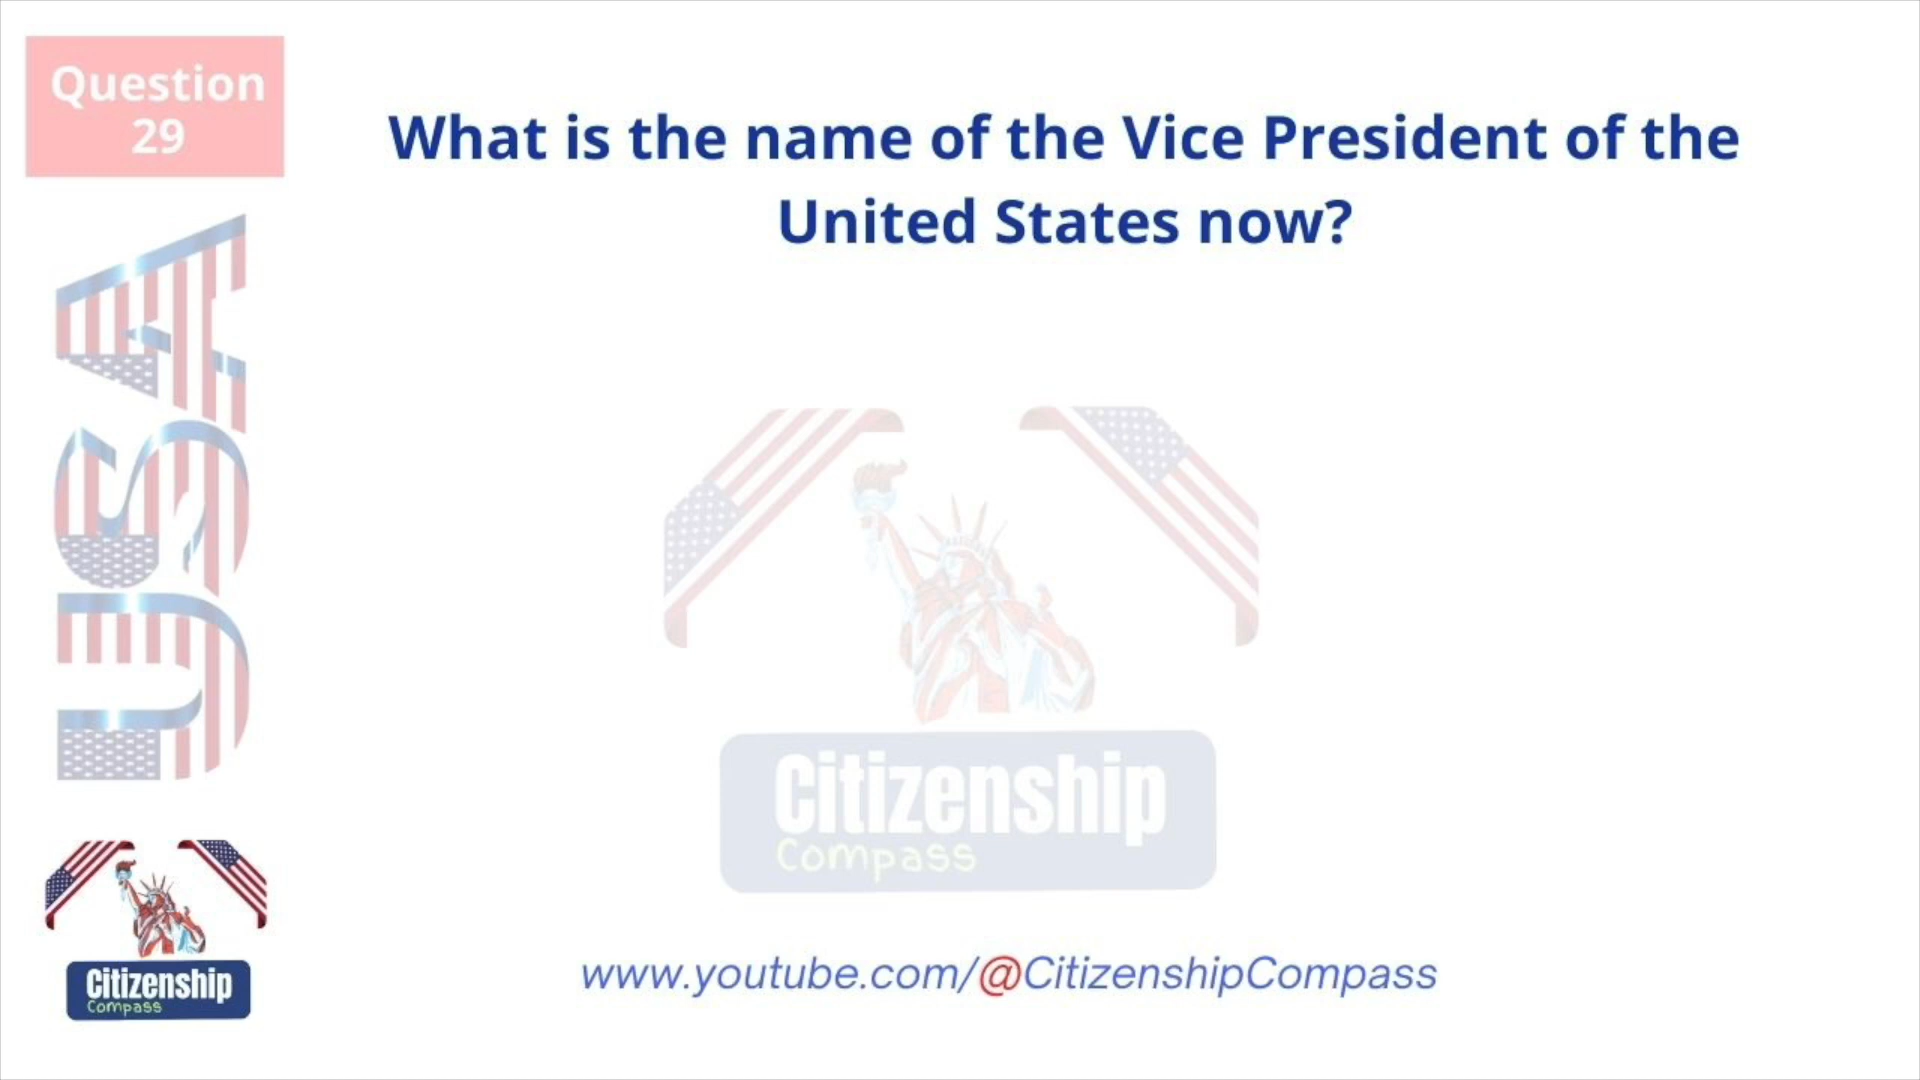 Question
29
What is the name of the Vice President of the
United States now?
USA
Citizenship
Compass
Citizenship
Compass
www.youtube.com/@CitizenshipCompass